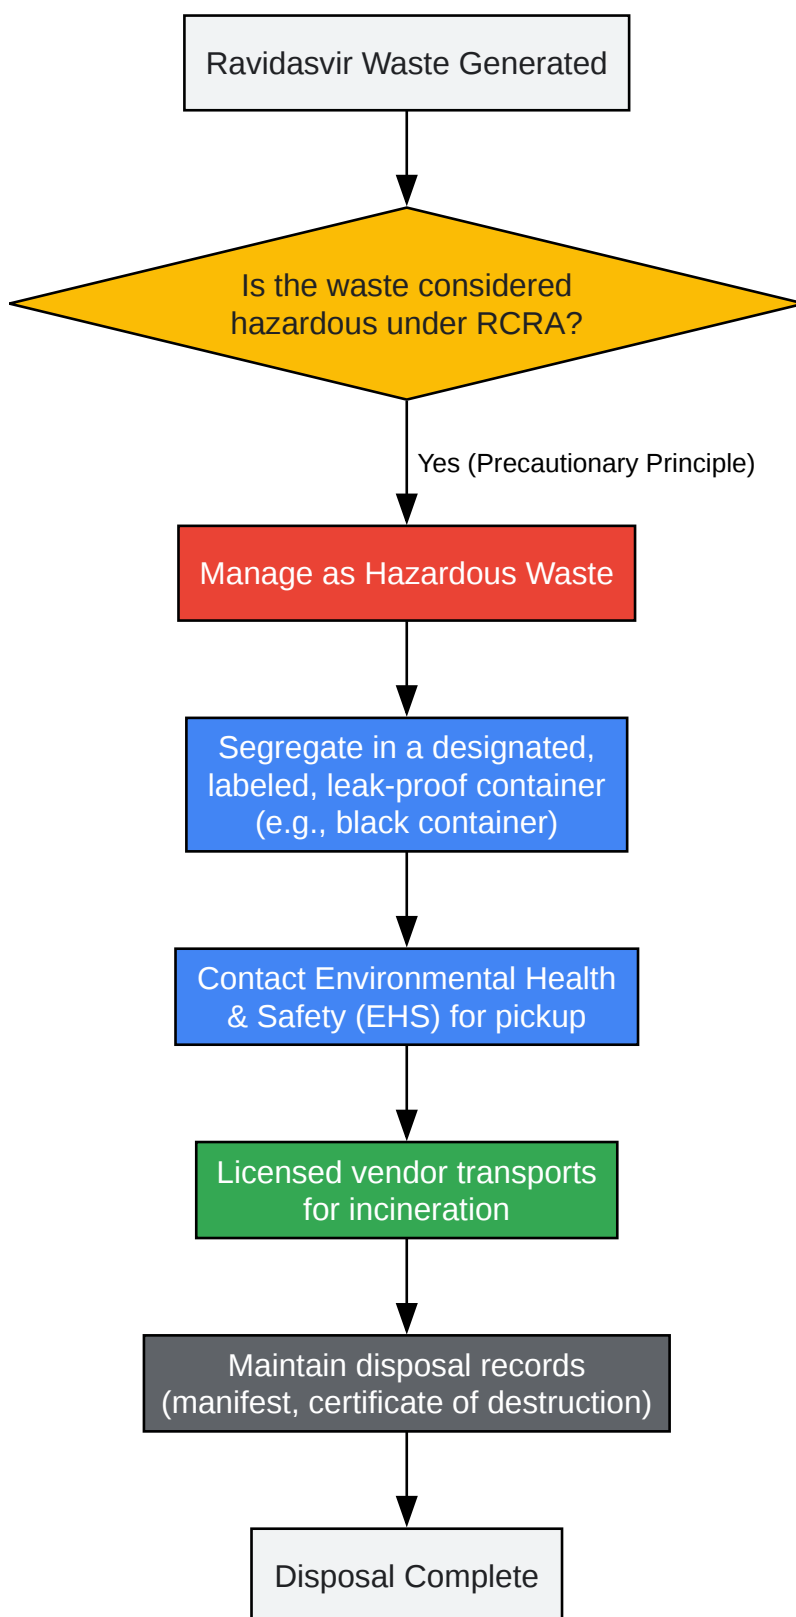 Ravidasvir Waste Generated
Is the waste considered
hazardous under RCRA?
Yes (Precautionary Principle)
Manage as Hazardous Waste
Segregate in a designated,
labeled, leak-proof container
(e.g., black container)
Contact Environmental Health
& Safety (EHS) for pickup
Licensed vendor transports
for incineration
Maintain disposal records
(manifest, certificate of destruction)
Disposal Complete